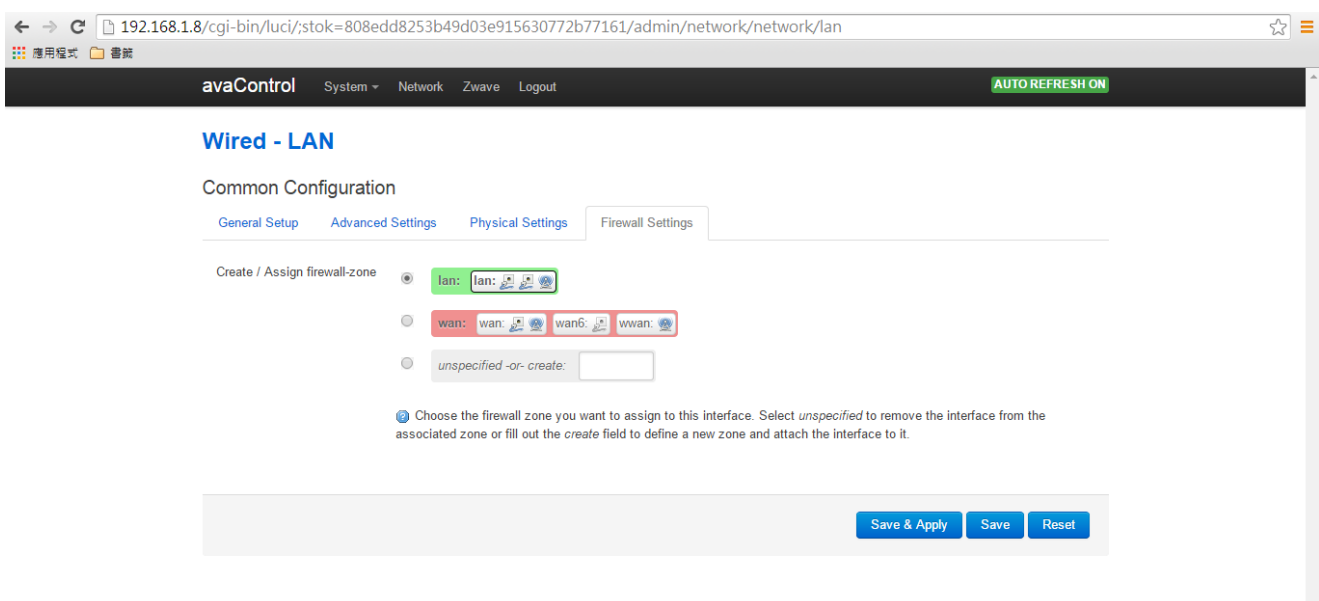 192.168.1.8/cgi-bin/luci/;stok=808edd8253b49d03e915630772b77161/admin/network/network/lan
應用程式 書籤
avaControl System Network Zwave Logout AUTO REFRESH ON
Wired - LAN
Common Configuration
General Setup Advanced Settings Physical Settings Firewall Settings
Create / Assign firewall-zone lan: lan:
wan: wan: wan6: wwan:
unspecified -or- create:
Choose the firewall zone you want to assign to this interface. Select unspecified to remove the interface from the
associated zone or fill out the create field to define a new zone and attach the interface to it.
Save & Apply Save Reset